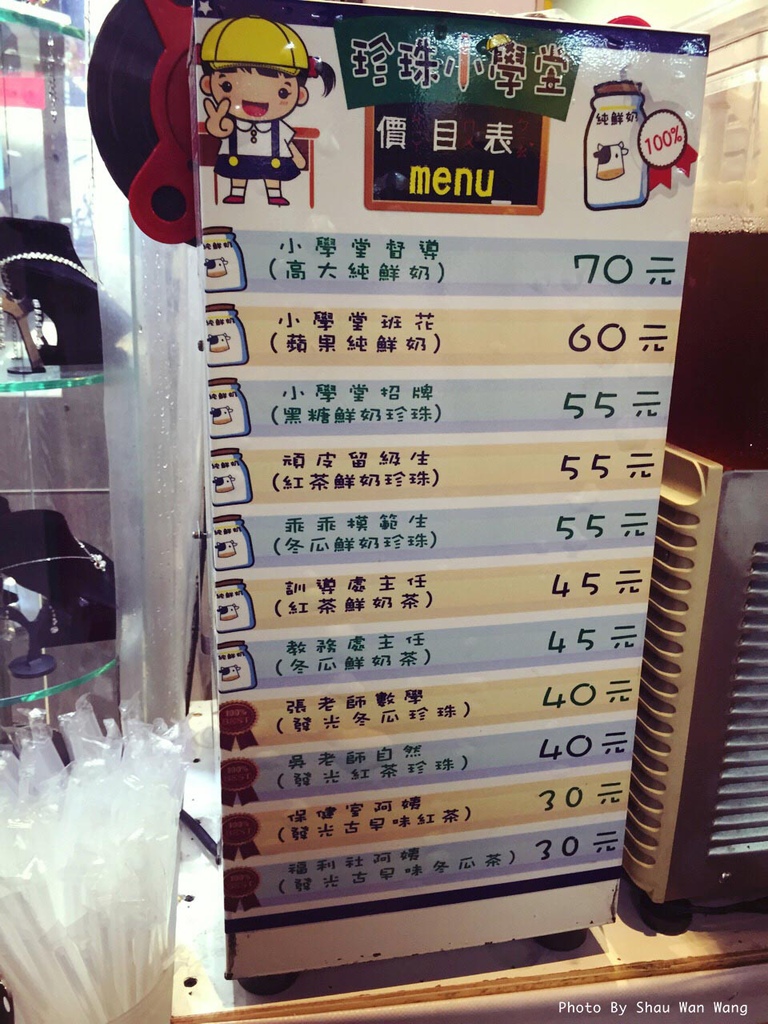 珍珠小學堂
價目表
menu
純鮮奶
100%
小學堂督導
(高大純鮮奶) 70元
小學堂班花
(蘋果純鮮奶) 60元
小學堂招牌
(黑糖鮮奶珍珠) 55元
頑皮留級生
(紅茶鮮奶珍珠) 55元
乖乖模範生
(冬瓜鮮奶珍珠) 55元
訓導處主任
(紅茶鮮奶茶) 45元
教務處主任
(冬瓜鮮奶茶) 45元
張老師數學
(發光冬瓜珍珠) 40元
吳老師自然
(發光紅茶珍珠) 40元
保健室阿姨
(發光古早味紅茶) 30元
福利社阿姨
(發光古早味冬瓜茶) 30元
Photo By Shau Wan Wang